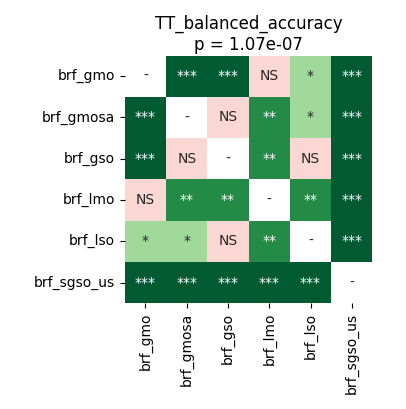 TT_balanced_accuracy
p = 1.07e-07
brf_gmo - *** *** NS * ***
brf_gmosa *** - NS ** * ***
brf_gso *** NS - ** NS ***
brf_lmo NS ** ** - ** ***
brf_lso * * NS ** - ***
brf_sgso_us *** *** *** *** *** -
brf_gmo brf_gmosa brf_gso brf_lmo brf_lso brf_sgso_us